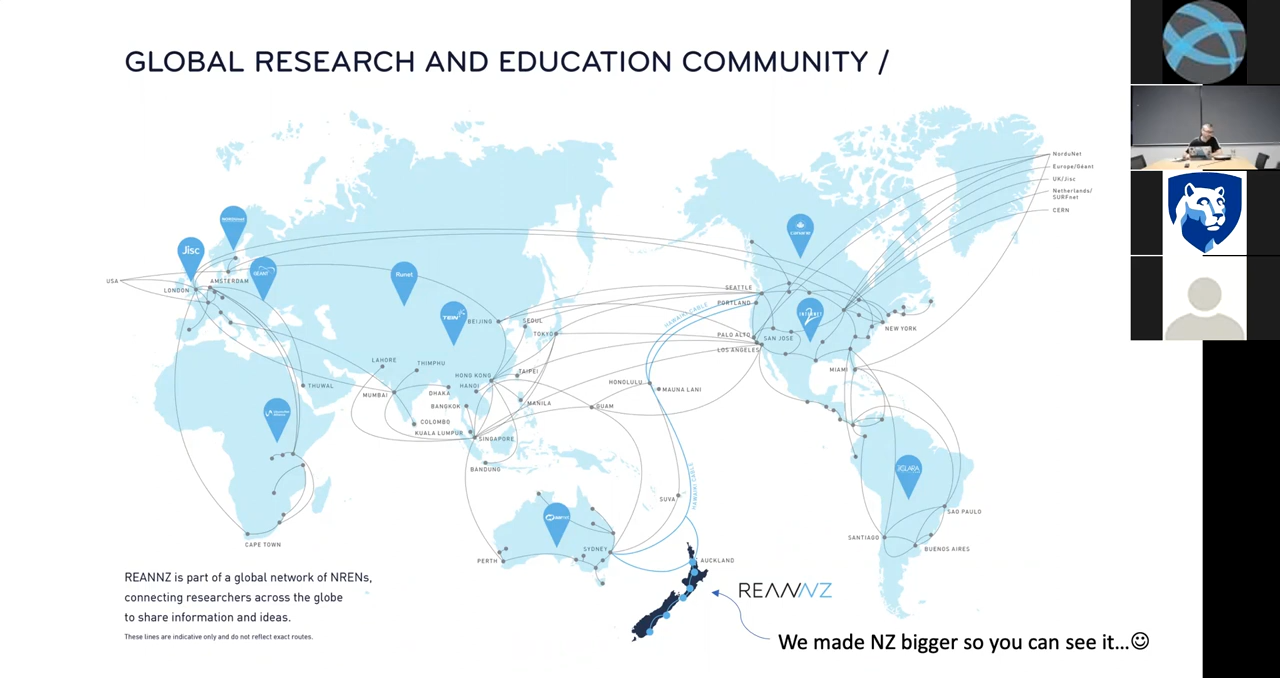 GLOBAL RESEARCH AND EDUCATION COMMUNITY /
NorduNet
Europe/Géant
UK/Jisc
Netherlands/
SURFnet
CERN
Jisc
Runet
TEIN
INTERNET
USA
AMSTERDAM
LONDON
SEATTLE
PORTLAND
HAWAIKI CABLE
BEIJING
SEOUL
TOKYO
PALO ALTO
SAN JOSE
LOS ANGELES
NEW YORK
LAHORE
THIMPHU
HONG KONG
TAIPEI
MIAMI
THUWAL
MUMBAI
DHAKA
HANOI
HONOLULU
MAUNA LANI
BANGKOK
MANILA
GUAM
COLOMBO
KUALA LUMPUR
SINGAPORE
BANDUNG
HAWAIKI CABLE
SUVA
SAO PAULO
CAPE TOWN
PERTH
SYDNEY
AUCKLAND
SANTIAGO
BUENOS AIRES
REANNZ is part of a global network of NRENs,
connecting researchers across the globe
to share information and ideas.
These lines are indicative only and do not reflect exact routes.
REANNZ
We made NZ bigger so you can see it...☺